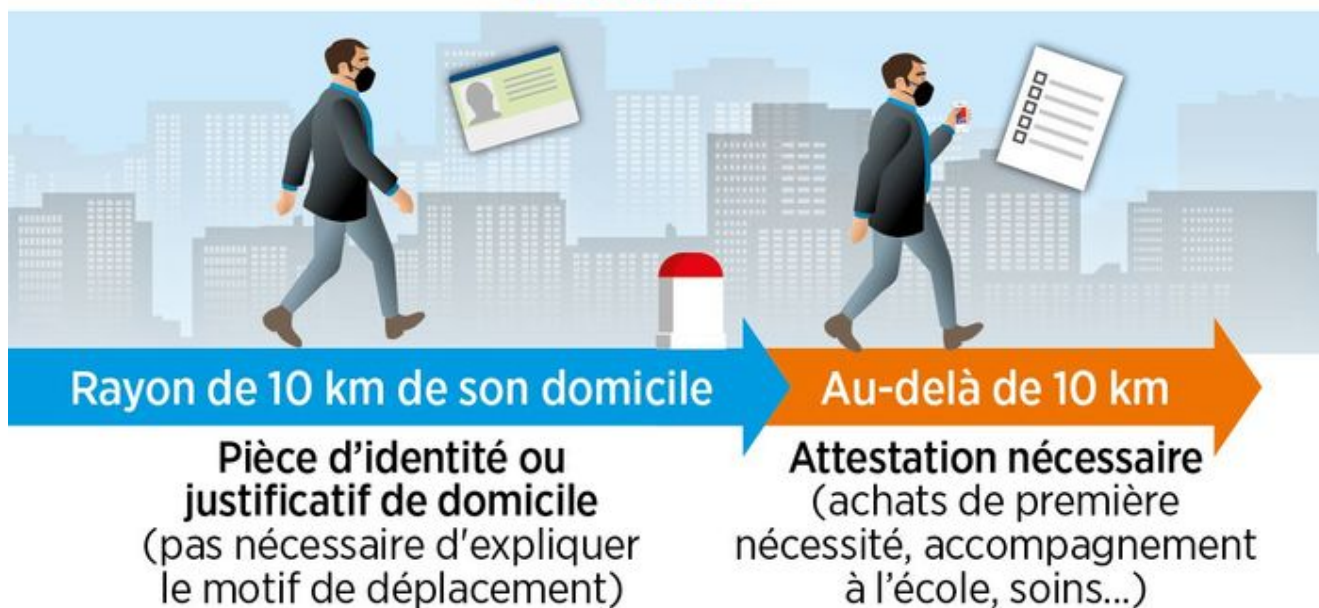 Rayon de 10 km de son domicile
Au-delà de 10 km
Pièce d’identité ou
justificatif de domicile
(pas nécessaire d'expliquer
le motif de déplacement)
Attestation nécessaire
(achats de première
nécessité, accompagnement
à l’école, soins...)